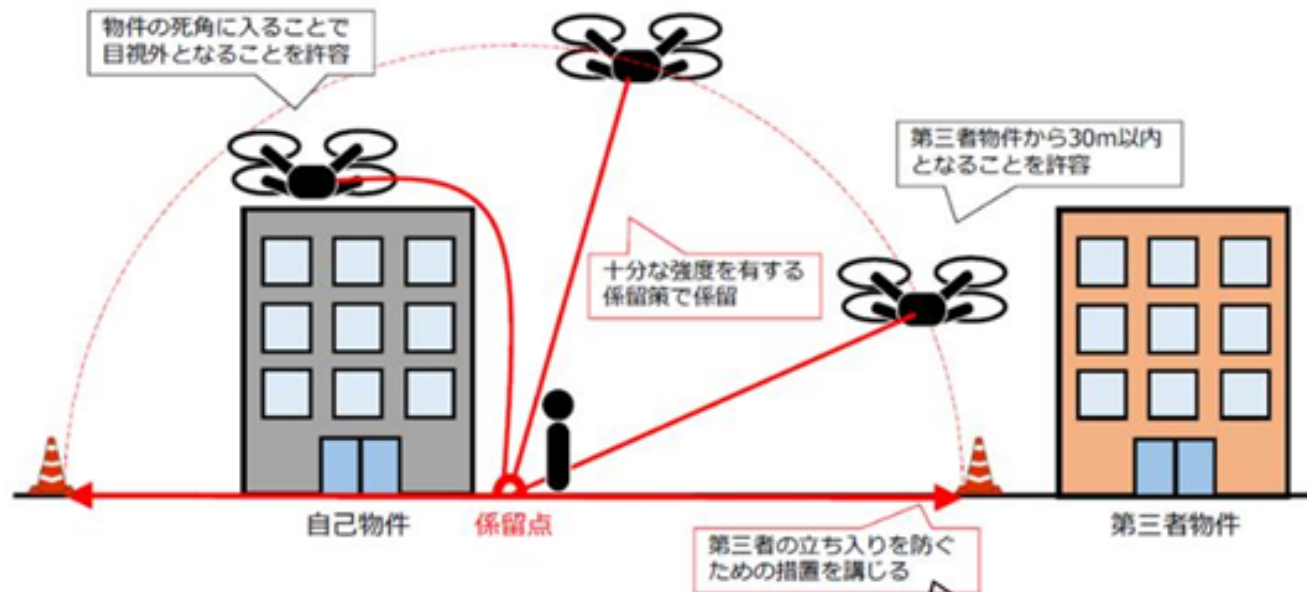 物件の死角に入ることで
目視外となることを許容
第三者物件から30m以内
となることを許容
十分な強度を有する
係留策で係留
自己物件
係留点
第三者物件
第三者の立ち入りを防ぐ
ための措置を講じる